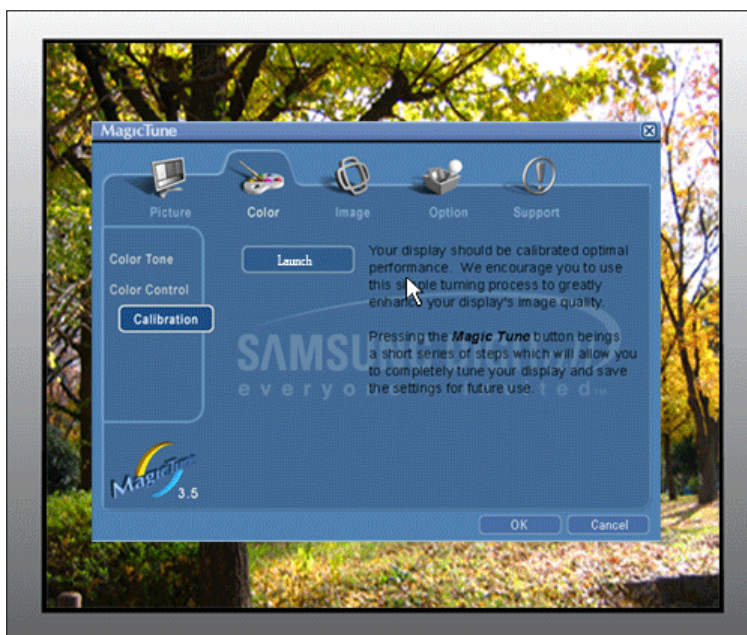 MagicTune
Picture
Color
Image
Option
Support
Color Tone
Color Control
Calibration
Launch
Your display should be calibrated optimal
performance. We encourage you to use
this simple turning process to greatly
enhance your display's image quality.
Pressing the Magic Tune button beings
a short series of steps which will allow you
to completely tune your display and save
the settings for future use.
MagicTune
3.5
OK
Cancel